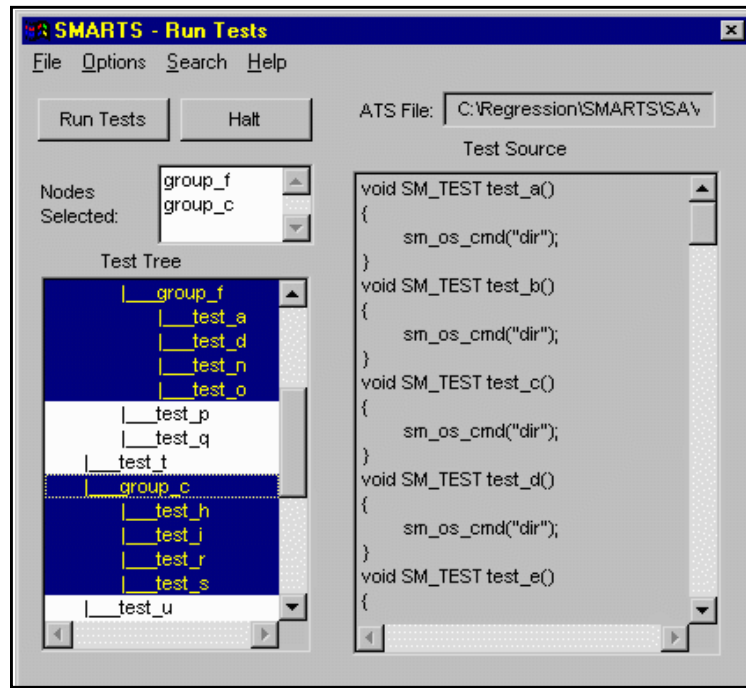 SMARTS - Run Tests
File Options Search Help
Run Tests
Halt
ATS File: C:\Regression\SMARTS\SA\
Nodes
Selected:
group_f
group_c
Test Tree
|___group_f
|___test_a
|___test_d
|___test_n
|___test_o
|___test_p
|___test_q
|___test_t
|___group_c
|___test_h
|___test_i
|___test_r
|___test_s
|___test_u
Test Source
void SM_TEST test_a()
{
sm_os_cmd("dir");
}
void SM_TEST test_b()
{
sm_os_cmd("dir");
}
void SM_TEST test_c()
{
sm_os_cmd("dir");
}
void SM_TEST test_d()
{
sm_os_cmd("dir");
}
void SM_TEST test_e()
{